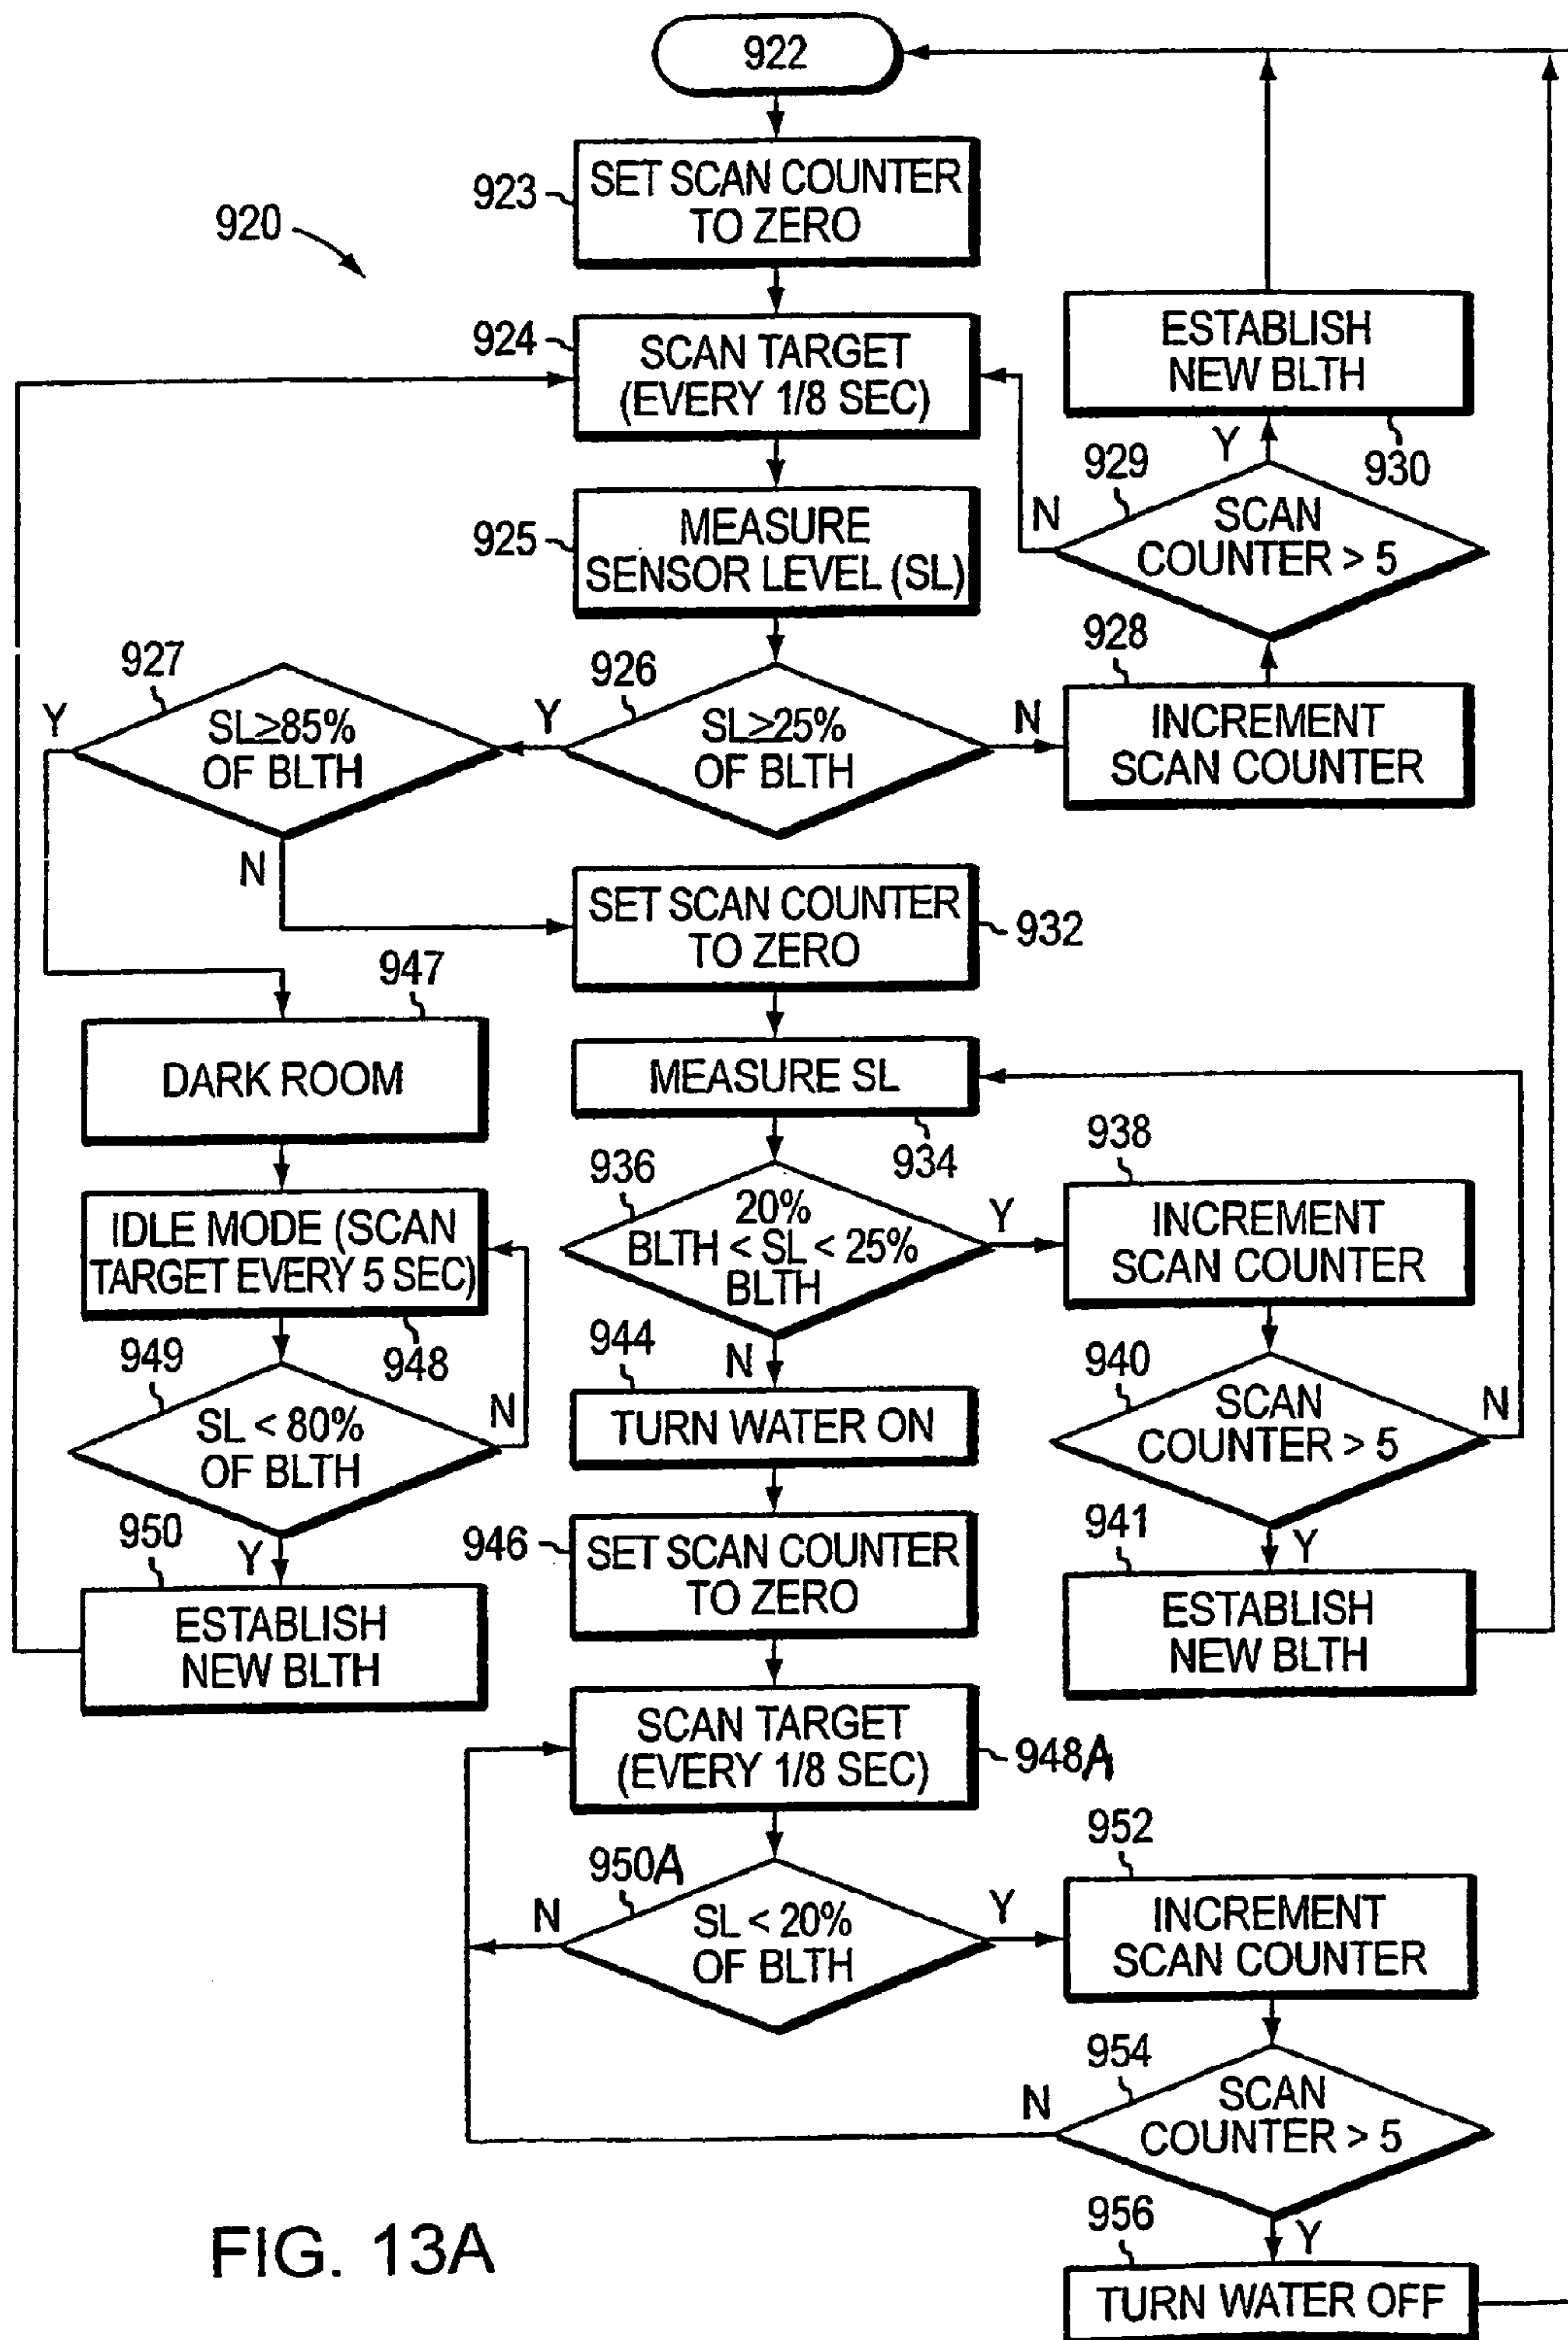 922
923
SET SCAN COUNTER
TO ZERO
920
924
SCAN TARGET
(EVERY 1/8 SEC)
ESTABLISH
NEW BLTH
930
925
MEASURE
SENSOR LEVEL (SL)
929
Y
N
SCAN
COUNTER > 5
928
INCREMENT
SCAN COUNTER
927
Y
SL≥85%
OF BLTH
N
926
Y
SL≥25%
OF BLTH
N
SET SCAN COUNTER
TO ZERO
932
947
DARK ROOM
MEASURE SL
934
936
20%
BLTH < SL < 25%
BLTH
Y
N
938
INCREMENT
SCAN COUNTER
IDLE MODE (SCAN
TARGET EVERY 5 SEC)
948
949
SL < 80%
OF BLTH
N
Y
944
TURN WATER ON
940
SCAN
COUNTER > 5
N
Y
950
ESTABLISH
NEW BLTH
946
SET SCAN COUNTER
TO ZERO
941
ESTABLISH
NEW BLTH
SCAN TARGET
(EVERY 1/8 SEC)
948A
950A
N
SL < 20%
OF BLTH
Y
952
INCREMENT
SCAN COUNTER
954
N
SCAN
COUNTER > 5
Y
956
TURN WATER OFF
FIG. 13A